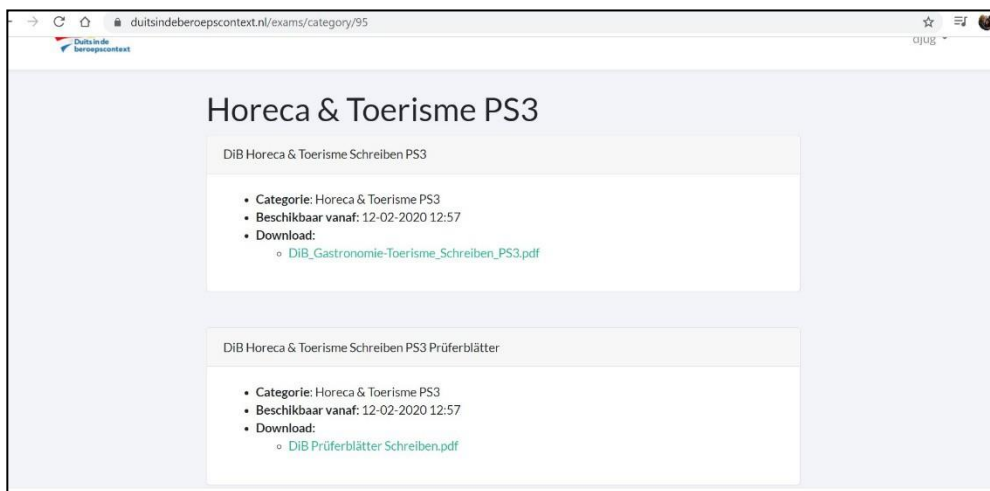 duitsindeberoepscontext.nl/exams/category/95
Duits in de
beroepscontext
djug
Horeca & Toerisme PS3
DiB Horeca & Toerisme Schreiben PS3
• Categorie: Horeca & Toerisme PS3
• Beschikbaar vanaf: 12-02-2020 12:57
• Download:
◦ DiB_Gastronomie-Toerisme_Schreiben_PS3.pdf
DiB Horeca & Toerisme Schreiben PS3 Prüferblätter
• Categorie: Horeca & Toerisme PS3
• Beschikbaar vanaf: 12-02-2020 12:57
• Download:
◦ DiB Prüferblätter Schreiben.pdf